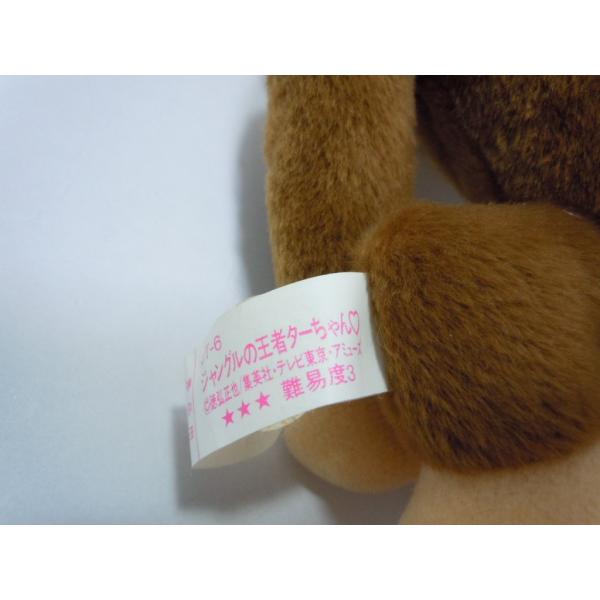 ジャングルの王者ターちゃん♡
©徳弘正也/集英社・テレビ東京・アミューズ
★★★ 難易度3